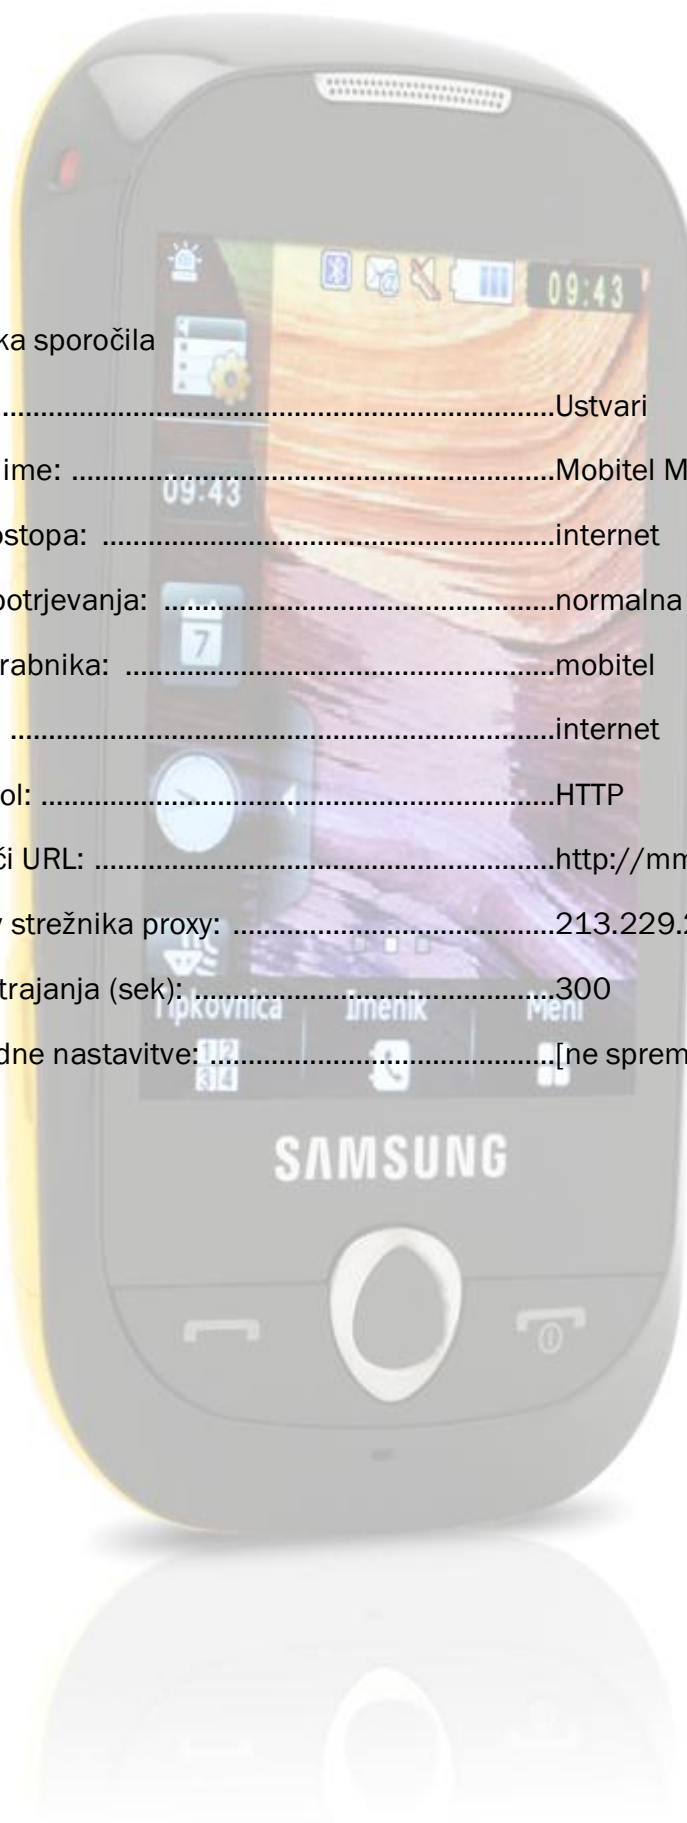 09:43
ka sporočila
...........................................................................Ustvari
ime: ................................................................Mobitel M
ostopa: ............................................................internet
potrjevanja: ....................................................normalna
rabnika: .........................................................mobitel
........................................................................internet
ol: ....................................................................HTTP
či URL: .............................................................http://mm
v strežnika proxy: ...........................................213.229.2
trajanja (sek): ................................................300
dne nastavitve: ..............................................[ne sprem
09:43
7
Tipkovnica Imenik Meni
SAMSUNG